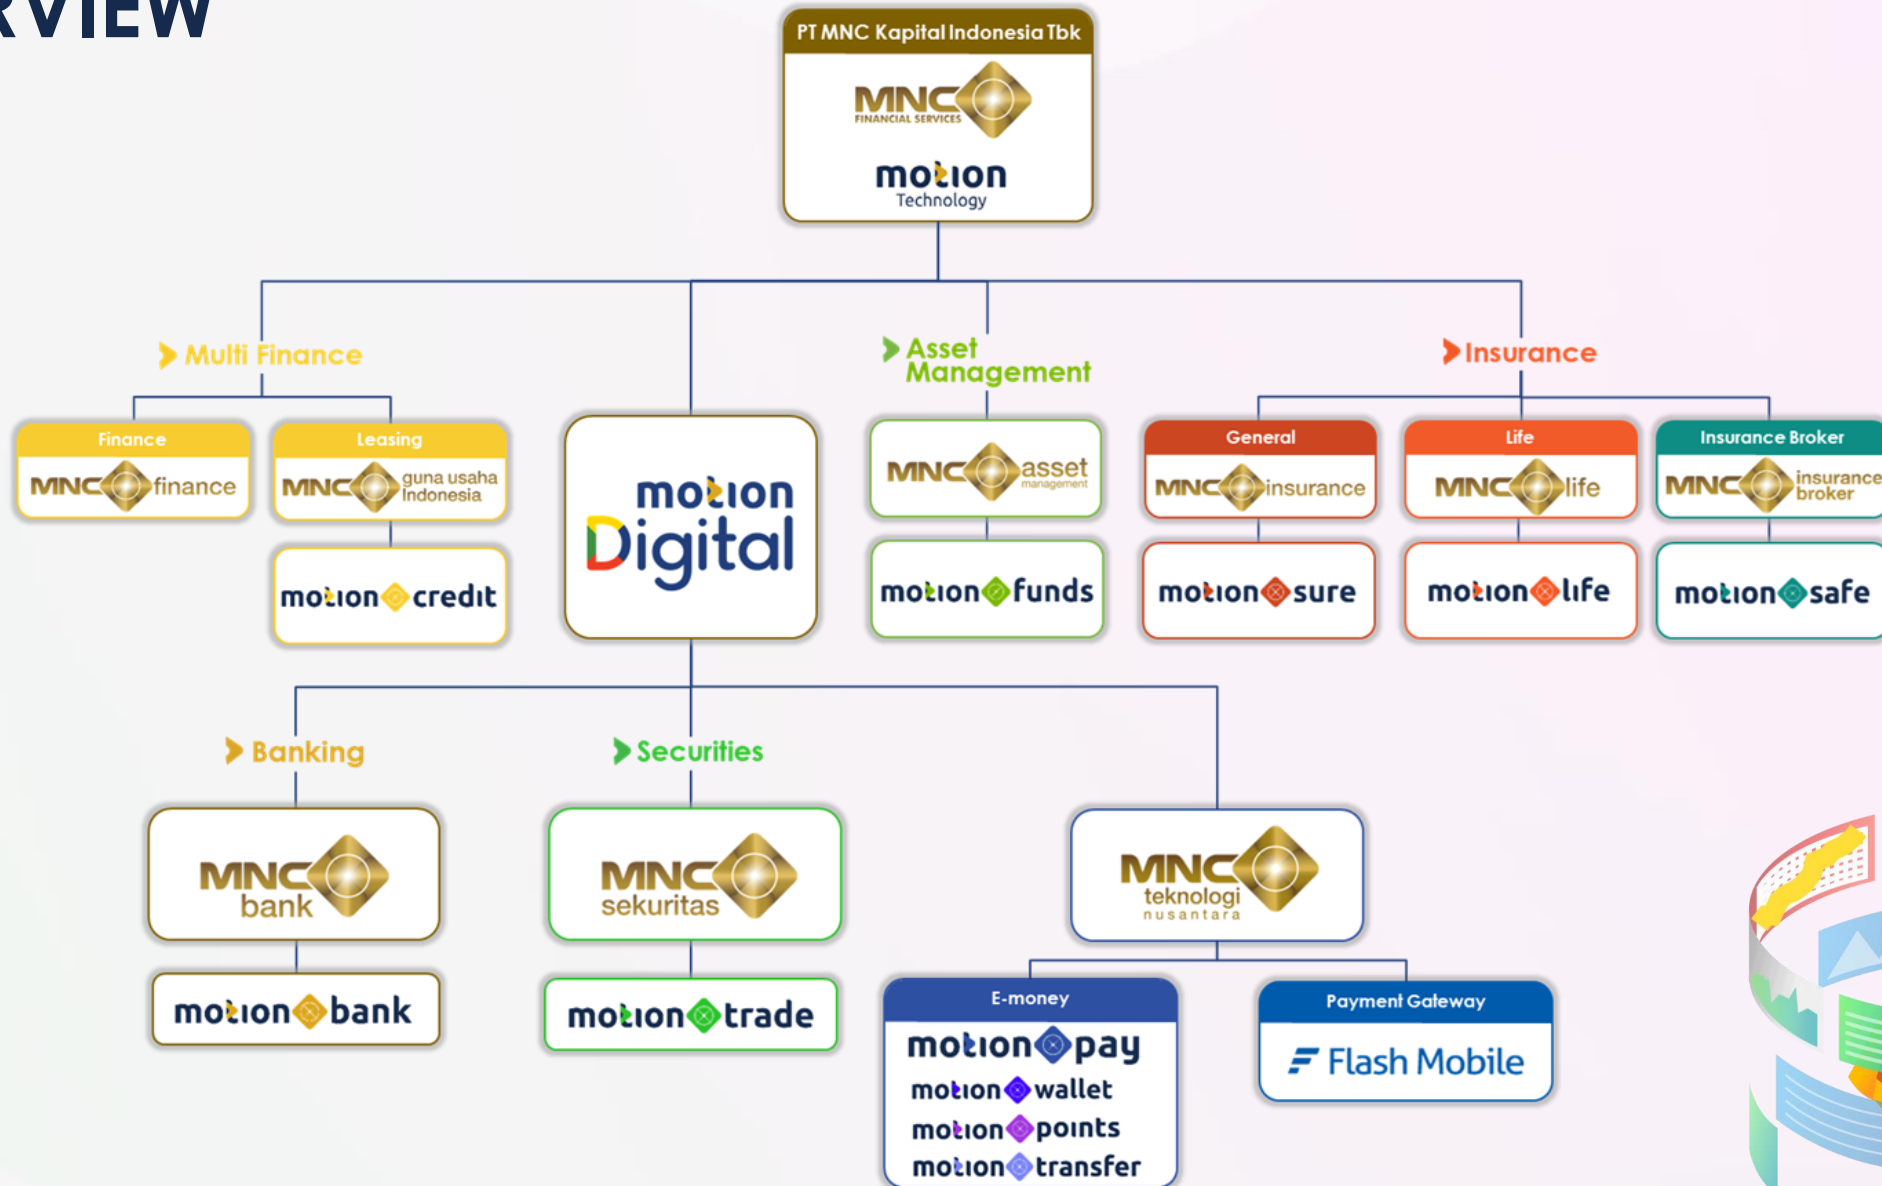 RVIEW
PT MNC Kapital Indonesia Tbk
MNC
FINANCIAL SERVICES
motion
Technology
Multi Finance
Asset
Management
Insurance
Finance
MNC finance
Leasing
MNC guna usaha
Indonesia
motion credit
motion
Digital
MNC asset
management
motion funds
General
MNC insurance
motion sure
Life
MNC life
motion life
Insurance Broker
MNC insurance
broker
motion safe
Banking
Securities
MNC
bank
motion bank
MNC
sekuritas
motion trade
MNC
teknologi
nusantara
E-money
motion pay
motion wallet
motion points
motion transfer
Payment Gateway
Flash Mobile